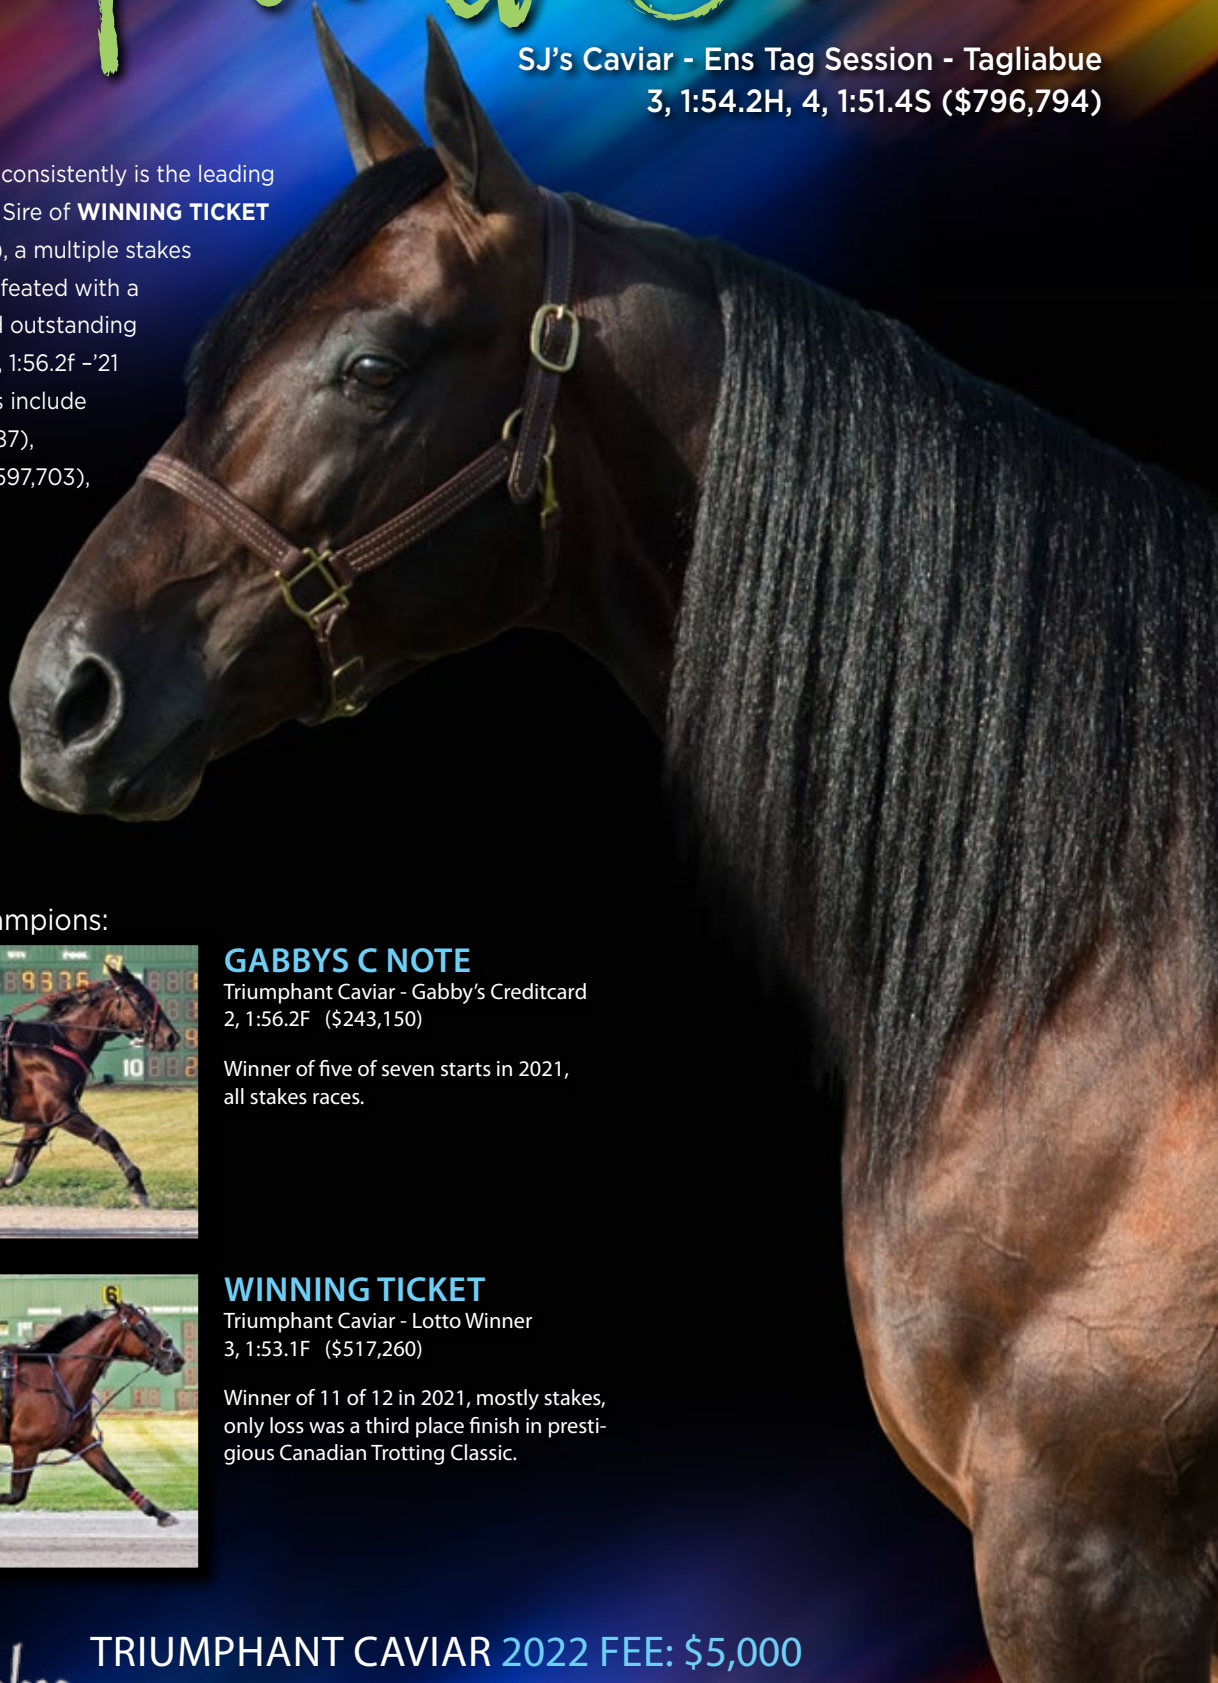 SJ's Caviar - Ens Tag Session - Tagliabue
3, 1:54.2H, 4, 1:51.4S ($796,794)
consistently is the leading
Sire of WINNING TICKET
), a multiple stakes
feated with a
outstanding
, 1:56.2f –'21
s include
37),
597,703),
ampions:
9376
10
GABBYS C NOTE
Triumphant Caviar - Gabby's Creditcard
2, 1:56.2F ($243,150)
Winner of five of seven starts in 2021,
all stakes races.
6
WINNING TICKET
Triumphant Caviar - Lotto Winner
3, 1:53.1F ($517,260)
Winner of 11 of 12 in 2021, mostly stakes,
only loss was a third place finish in presti-
gious Canadian Trotting Classic.
TRIUMPHANT CAVIAR 2022 FEE: $5,000